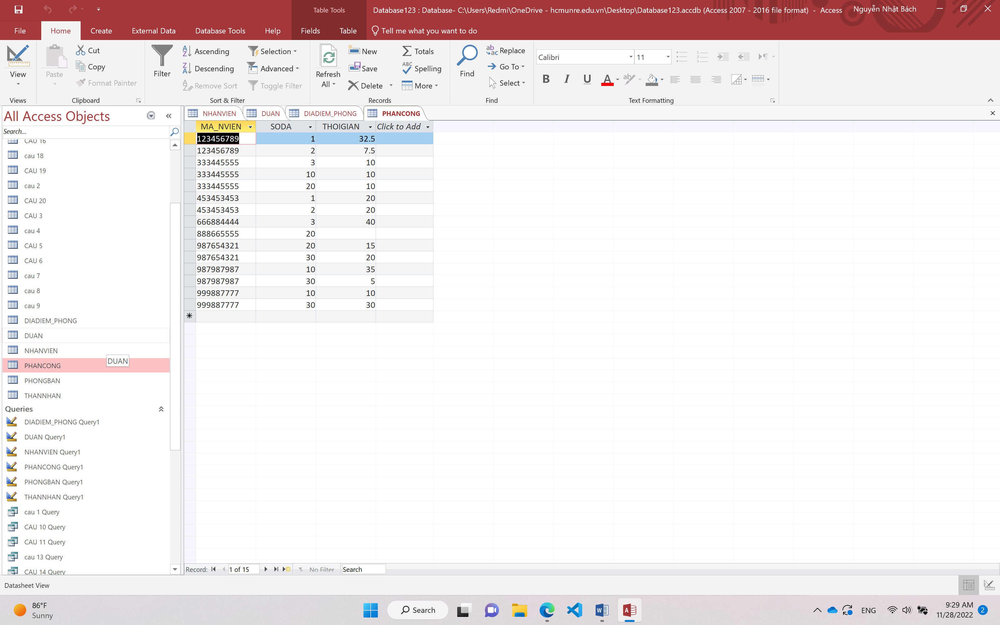 Table Tools
Database123 : Database- C:\Users\Redmi\OneDrive - hcmunre.edu.vn\Desktop\Database123.accdb (Access 2007 - 2016 file format) - Access
Nguyễn Nhật Bách
File Home Create External Data Database Tools Help Fields Table Tell me what you want to do
View
Views
Paste
Cut
Copy
Format Painter
Clipboard
Filter
Ascending
Descending
Remove Sort
Selection
Advanced
Toggle Filter
Sort & Filter
Refresh
All
New
Save
Delete
Totals
Spelling
More
Records
Find
Replace
Go To
Select
Find
Calibri 11
B I U A
Text Formatting
All Access Objects
Search...
CAU 16
cau 18
CAU 19
cau 2
CAU 20
CAU 3
cau 4
CAU 5
CAU 6
cau 7
cau 8
cau 9
DIADIEM_PHONG
DUAN
NHANVIEN
PHANCONG
DUAN
PHONGBAN
THANNHAN
Queries
DIADIEM_PHONG Query1
DUAN Query1
NHANVIEN Query1
PHANCONG Query1
PHONGBAN Query1
THANNHAN Query1
cau 1 Query
CAU 10 Query
CAU 11 Query
cau 13 Query
CAU 14 Query
NHANVIEN DUAN DIADIEM_PHONG PHANCONG
MA_NVIEN SODA THOIGIAN Click to Add
123456789 1 32.5
123456789 2 7.5
333445555 3 10
333445555 10 10
333445555 20 10
453453453 1 20
453453453 2 20
666884444 3 40
888665555 20
987654321 20 15
987654321 30 20
987987987 10 35
987987987 30 5
999887777 10 10
999887777 30 30
Record: 1 of 15 No Filter Search
Datasheet View
86°F
Sunny
Search
ENG
9:29 AM
11/28/2022
2